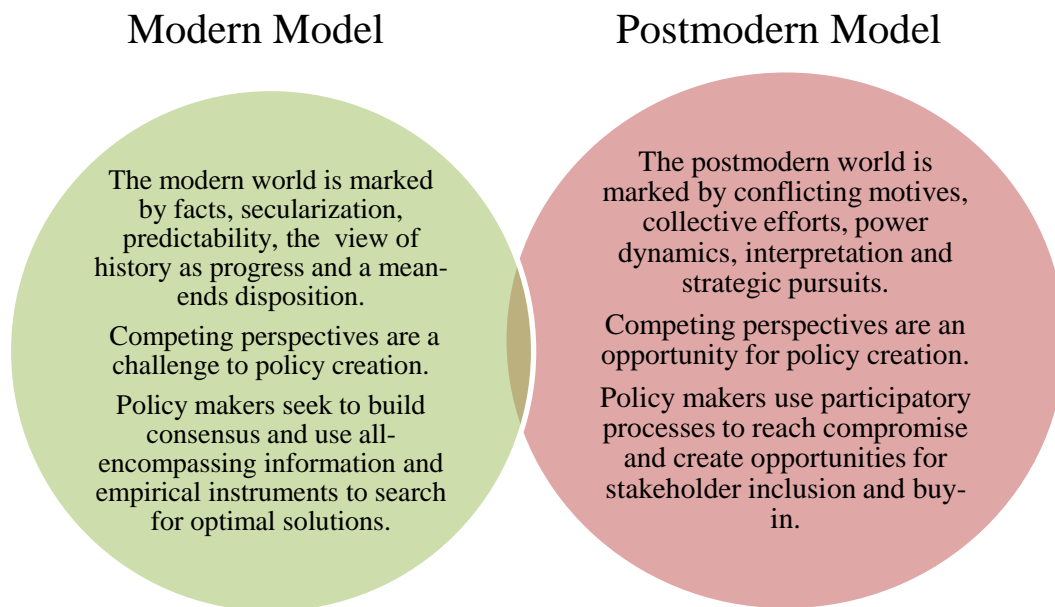 Modern Model
Postmodern Model
The modern world is marked
by facts, secularization,
predictability, the view of
history as progress and a mean-
ends disposition.
Competing perspectives are a
challenge to policy creation.
Policy makers seek to build
consensus and use all-
encompassing information and
empirical instruments to search
for optimal solutions.
The postmodern world is
marked by conflicting motives,
collective efforts, power
dynamics, interpretation and
strategic pursuits.
Competing perspectives are an
opportunity for policy creation.
Policy makers use participatory
processes to reach compromise
and create opportunities for
stakeholder inclusion and buy-
in.